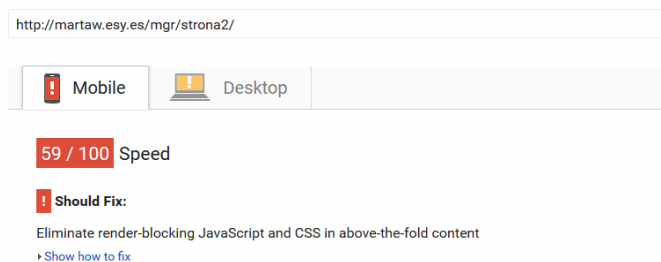 http://martaw.esy.es/mgr/strona2/
! Mobile ! Desktop
59 / 100 Speed
! Should Fix:
Eliminate render-blocking JavaScript and CSS in above-the-fold content
Show how to fix